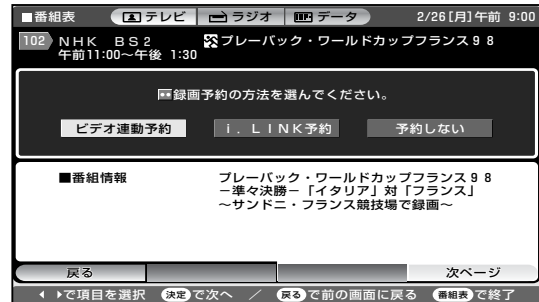 ■番組表 テレビ ラジオ データ 2/26[月]午前 9:00
102 NHK BS2 プレーバック・ワールドカップフランス98
午前11:00～午後 1:30
録画予約の方法を選んでください。
ビデオ連動予約 i．LINK予約 予約しない
■番組情報 プレーバック・ワールドカップフランス98
－準々決勝－「イタリア」対「フランス」
～サンドニ・フランス競技場で録画～
戻る 次ページ
で項目を選択 決定で次へ ／ 戻るで前の画面に戻る 番組表で終了